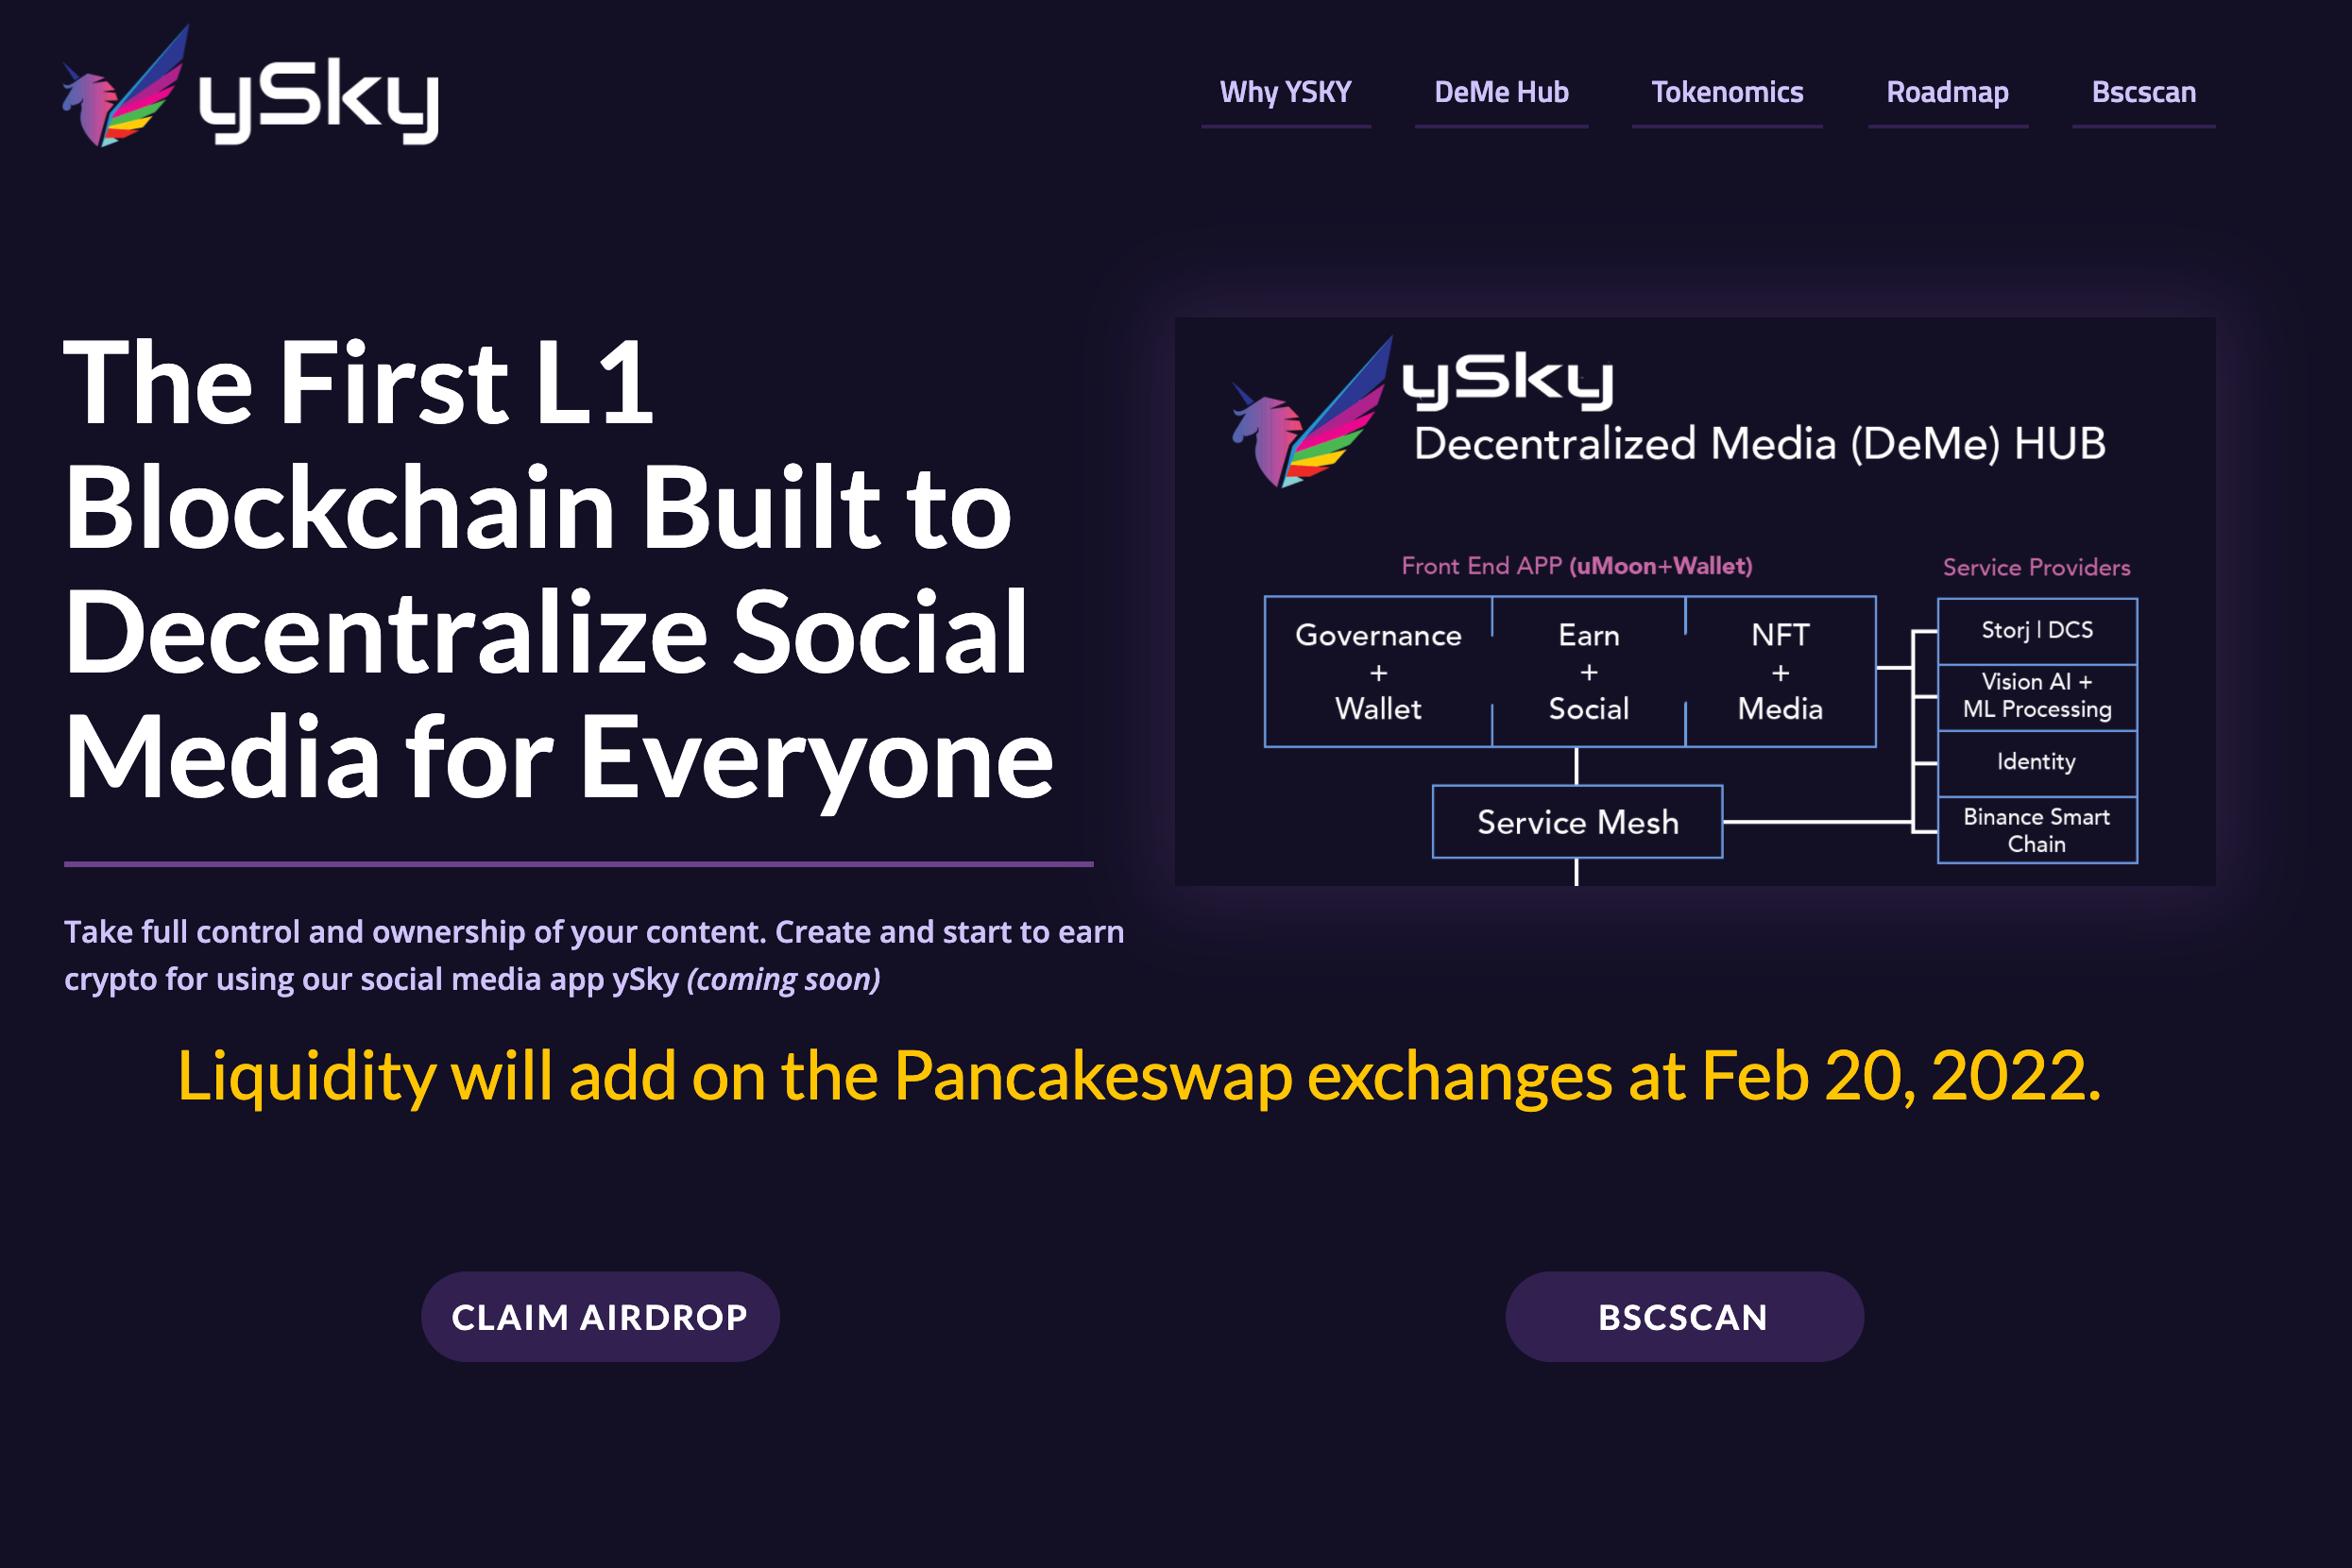 ySky
Why YSKY
DeMe Hub
Tokenomics
Roadmap
Bscscan
The First L1
Blockchain Built to
Decentralize Social
Media for Everyone
Take full control and ownership of your content. Create and start to earn
crypto for using our social media app ySky (coming soon)
ySky
Decentralized Media (DeMe) HUB
Front End APP (uMoon+Wallet)
Governance
+
Wallet
Earn
+
Social
NFT
+
Media
Service Mesh
Service Providers
Storj | DCS
Vision AI +
ML Processing
Identity
Binance Smart
Chain
Liquidity will add on the Pancakeswap exchanges at Feb 20, 2022.
CLAIM AIRDROP
BSCSCAN